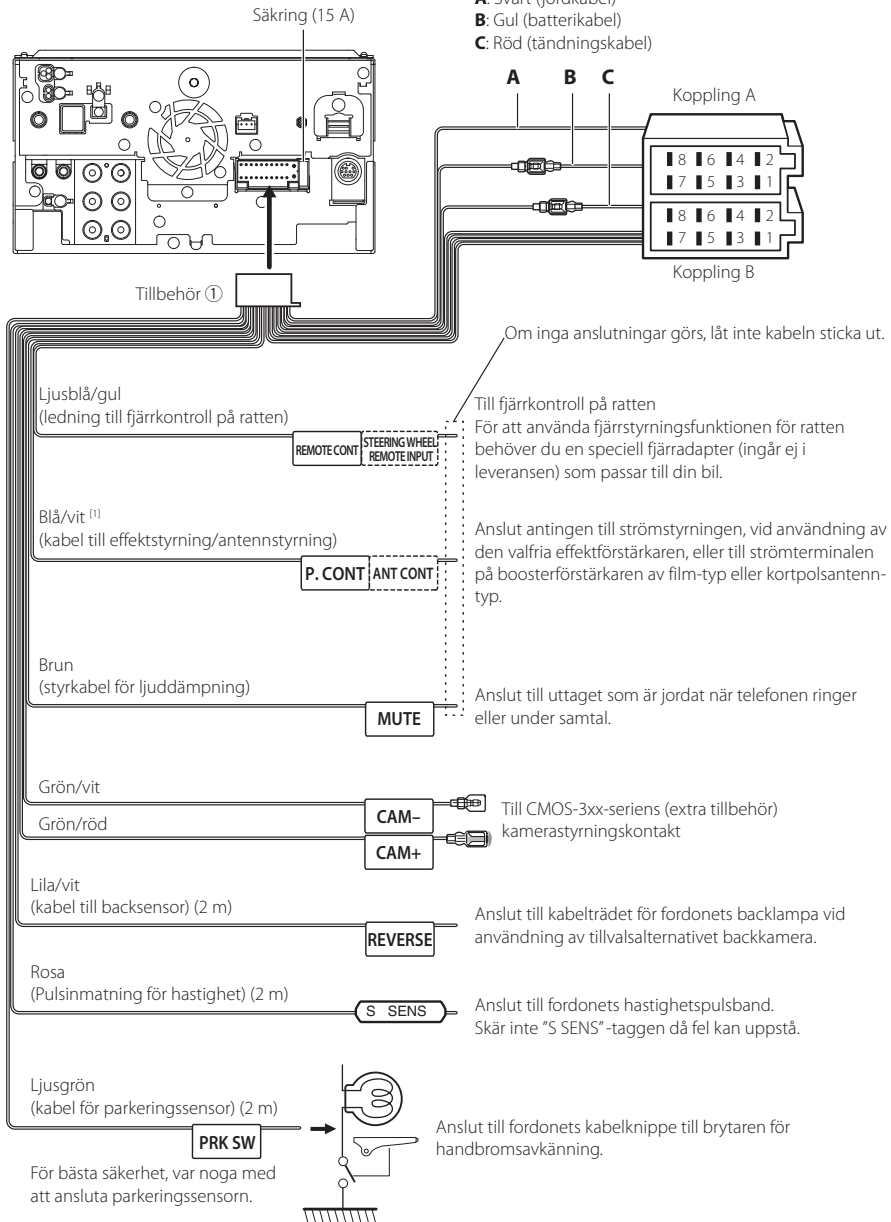 A: Svart (jordkabel)
Säkring (15 A)
B: Gul (batterikabel)
C: Röd (tändningskabel)
A B C
Koppling A
8 6 4 2
7 5 3 1
8 6 4 2
7 5 3 1
Koppling B
Tillbehör ①
Om inga anslutningar görs, låt inte kabeln sticka ut.
Ljusblå/gul
(ledning till fjärrkontroll på ratten)
REMOTE CONT
STEERING WHEEL
REMOTE INPUT
Till fjärrkontroll på ratten
För att använda fjärrstyrningsfunktionen för ratten
behöver du en speciell fjärradapter (ingår ej i
leveransen) som passar till din bil.
Blå/vit [1]
(kabel till effektstyrning/antennstyrning)
P. CONT ANT CONT
Anslut antingen till strömstyrningen, vid användning av
den valfria effektförstärkaren, eller till strömterminalen
på boosterförstärkaren av film-typ eller kortpolsantenn-
typ.
Brun
(styrkabel för ljuddämpning)
MUTE
Anslut till uttaget som är jordat när telefonen ringer
eller under samtal.
Grön/vit
CAM–
Grön/röd
CAM+
Till CMOS-3xx-seriens (extra tillbehör)
kamerastyrningskontakt
Lila/vit
(kabel till backsensor) (2 m)
REVERSE
Anslut till kabelträdet för fordonets backlampa vid
användning av tillvalsalternativet backkamera.
Rosa
(Pulsinmatning för hastighet) (2 m)
S SENS
Anslut till fordonets hastighetspulsband.
Skär inte "S SENS" -taggen då fel kan uppstå.
Ljusgrön
(kabel för parkeringssensor) (2 m)
PRK SW
Anslut till fordonets kabelknippe till brytaren för
handbromsavkänning.
För bästa säkerhet, var noga med
att ansluta parkeringssensorn.